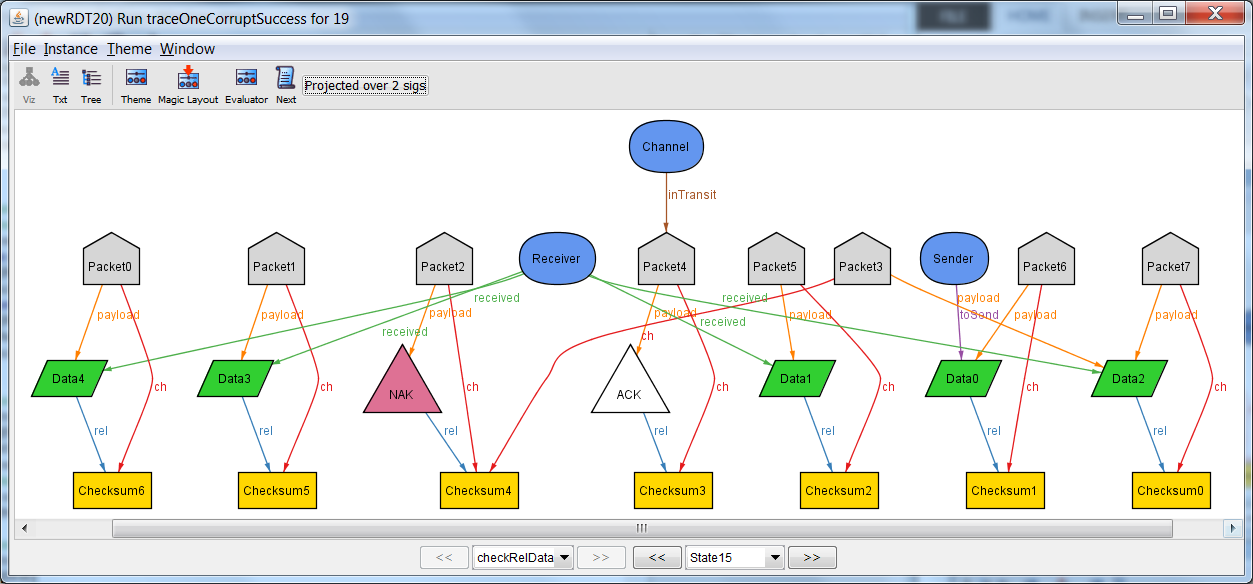 (newRDT20) Run traceOneCorruptSuccess for 19
File Instance Theme Window
Viz Txt Tree Theme Magic Layout Evaluator Next Projected over 2 sigs
Channel
inTransit
Packet0 Packet1 Packet2 Receiver Packet4 Packet5 Packet3 Sender Packet6 Packet7
received received payload
payload payload payload payload payload toSend payload payload
received received
ch
Data4 Data3 NAK ACK Data1 Data0 Data2
ch ch ch ch ch ch ch
rel rel rel rel rel rel rel
Checksum6 Checksum5 Checksum4 Checksum3 Checksum2 Checksum1 Checksum0
<< checkRelData >> << State15 >>